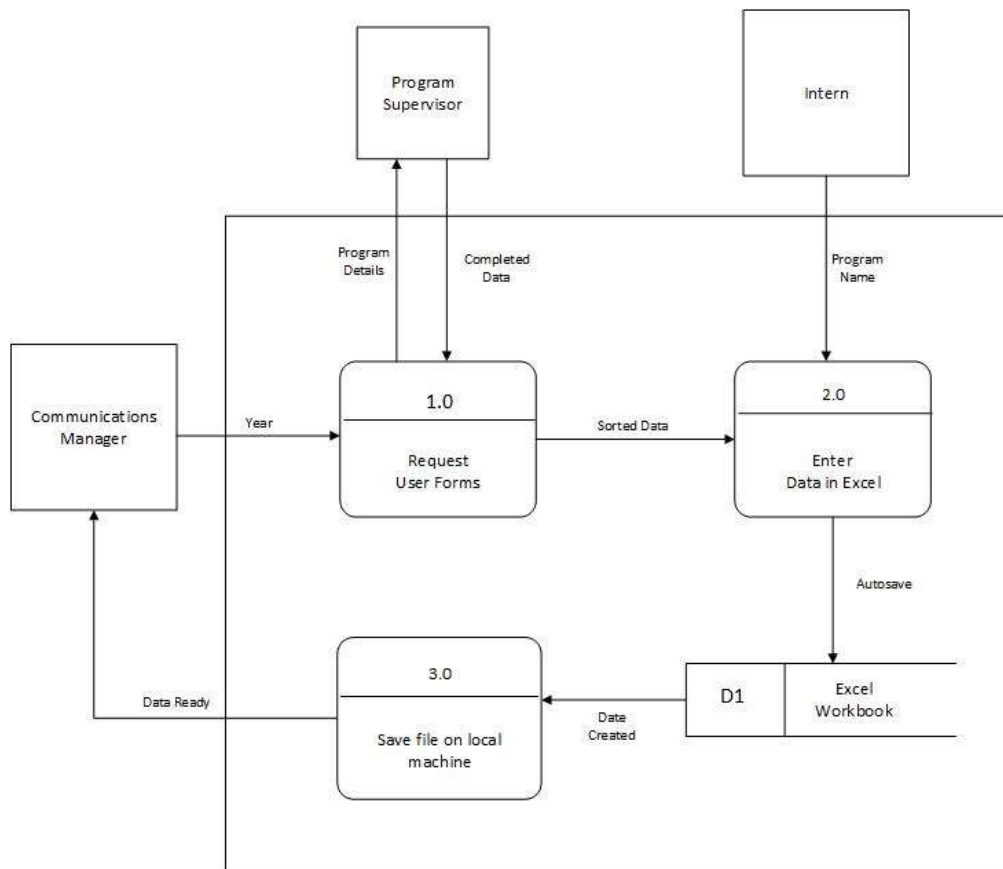 Program
Supervisor
Intern
Program
Details
Completed
Data
Program
Name
Communications
Manager
Year
1.0
Request
User Forms
Sorted Data
2.0
Enter
Data in Excel
Autosave
3.0
Save file on local
machine
Data Ready
Date
Created
D1
Excel
Workbook